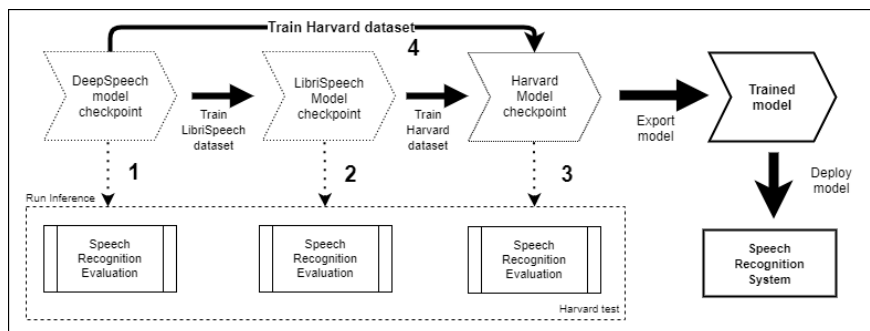 Train Harvard dataset
4
DeepSpeech
model
checkpoint
Train
LibriSpeech
dataset
LibriSpeech
Model
checkpoint
Train
Harvard
dataset
Harvard
Model
checkpoint
Export
model
Trained
model
1
2
3
Deploy
model
Run Inference
Speech
Recognition
Evaluation
Speech
Recognition
Evaluation
Speech
Recognition
Evaluation
Speech
Recognition
System
Harvard test